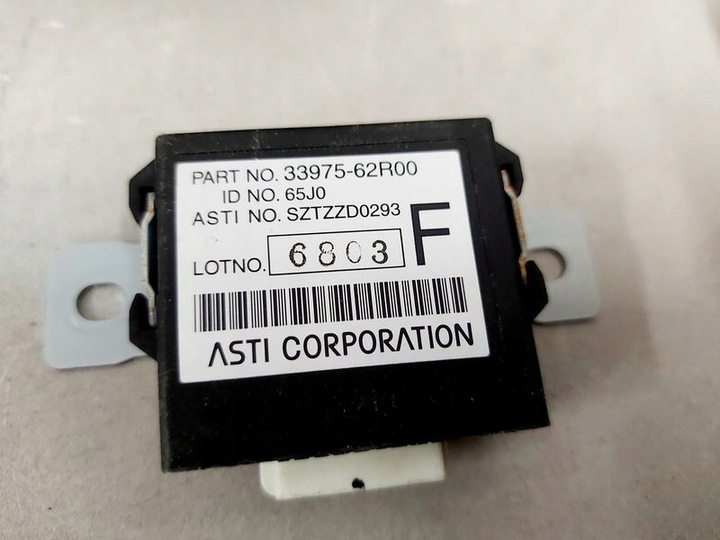 PART NO. 33975-62R00
ID NO. 65J0
ASTI NO. SZTZZD0293
F
LOTNO. 6803
ASTI CORPORATION